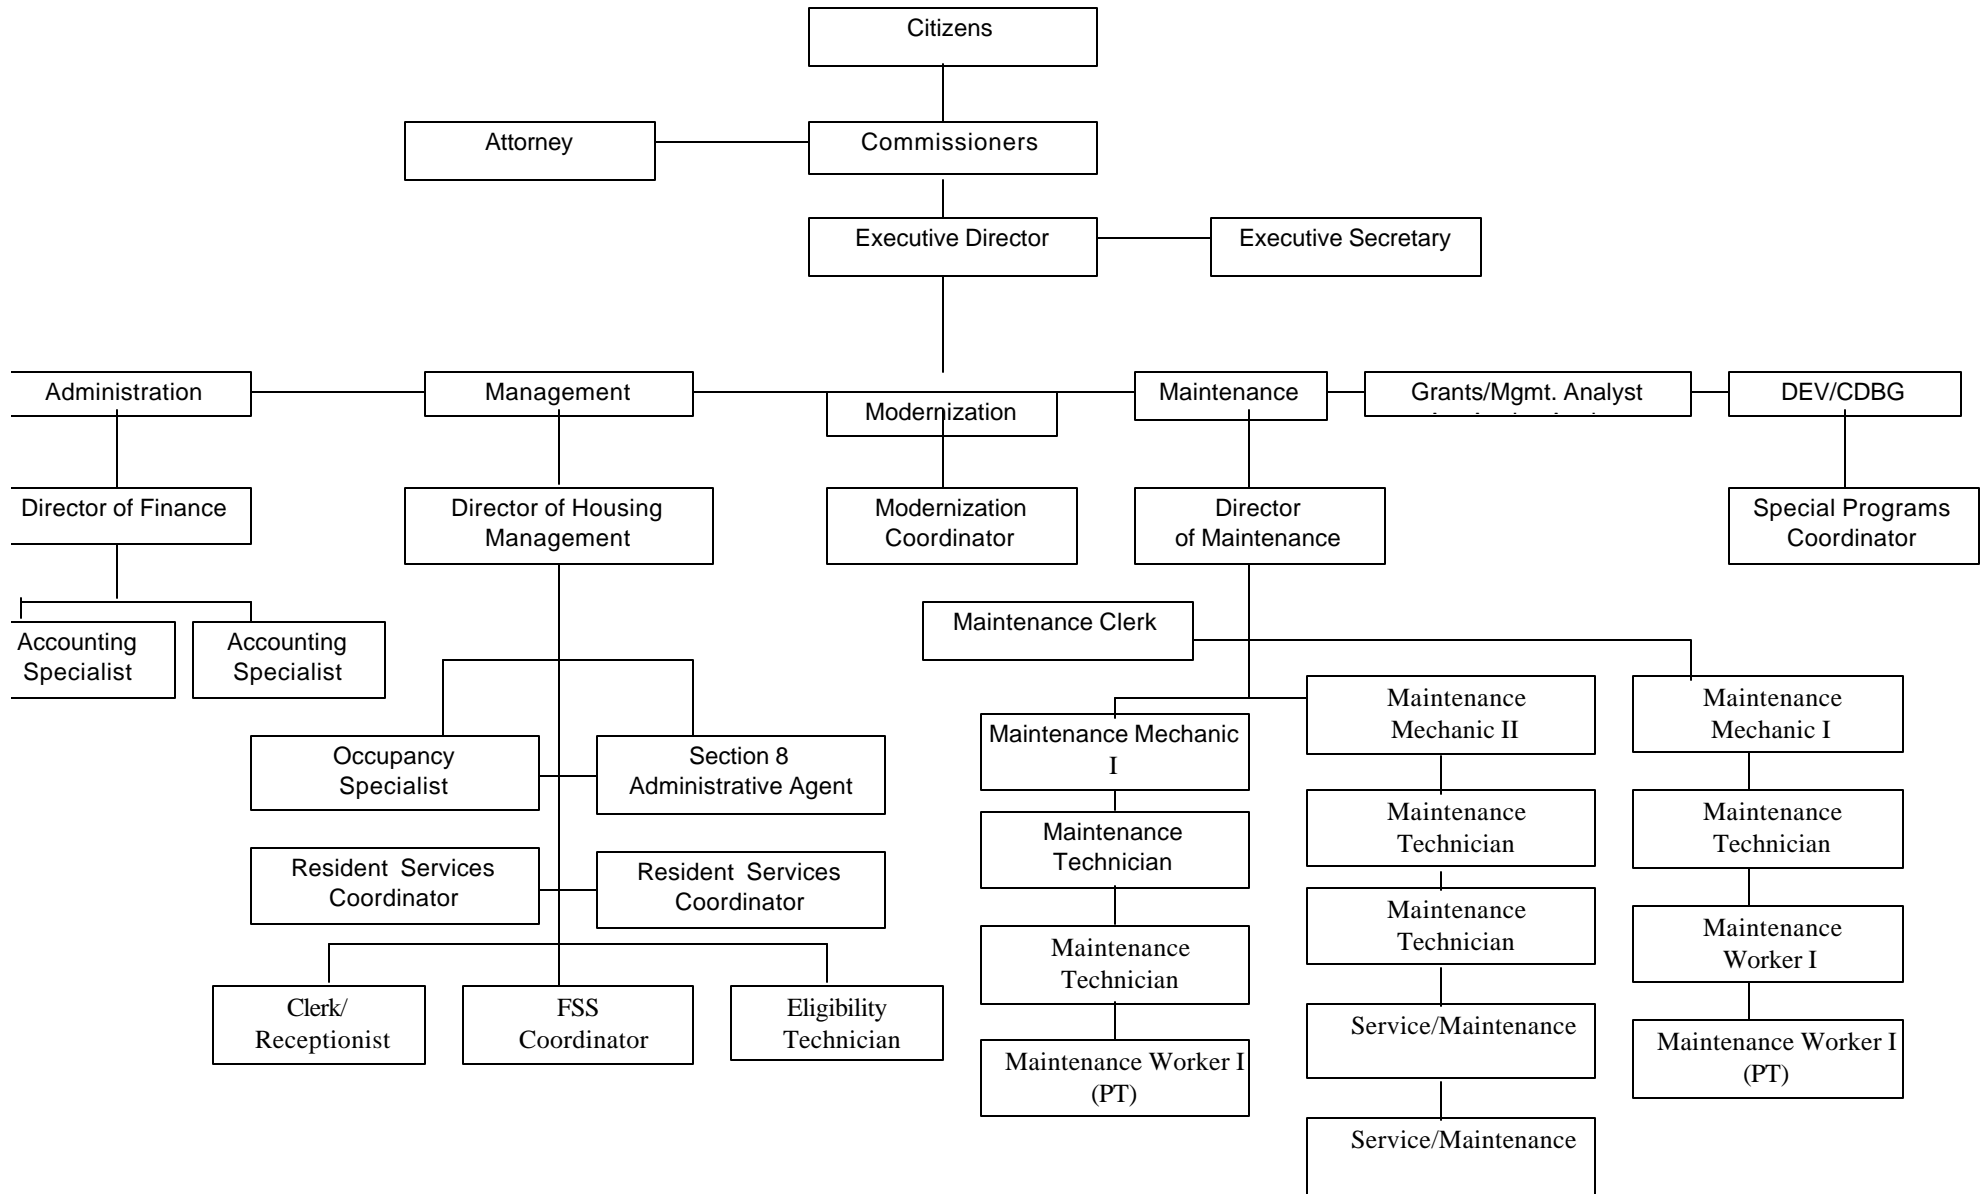 Citizens
Attorney
Commissioners
Executive Director
Executive Secretary
Administration
Management
Modernization
Maintenance
Grants/Mgmt. Analyst
DEV/CDBG
Director of Finance
Director of Housing
Management
Modernization
Coordinator
Director
of Maintenance
Special Programs
Coordinator
Accounting
Specialist
Accounting
Specialist
Maintenance Clerk
Occupancy
Specialist
Section 8
Administrative Agent
Resident Services
Coordinator
Resident Services
Coordinator
Clerk/
Receptionist
FSS
Coordinator
Eligibility
Technician
Maintenance Mechanic
I
Maintenance
Technician
Maintenance
Technician
Maintenance Worker I
(PT)
Maintenance
Mechanic II
Maintenance
Technician
Maintenance
Technician
Service/Maintenance
Service/Maintenance
Maintenance
Mechanic I
Maintenance
Technician
Maintenance
Worker I
Maintenance Worker I
(PT)